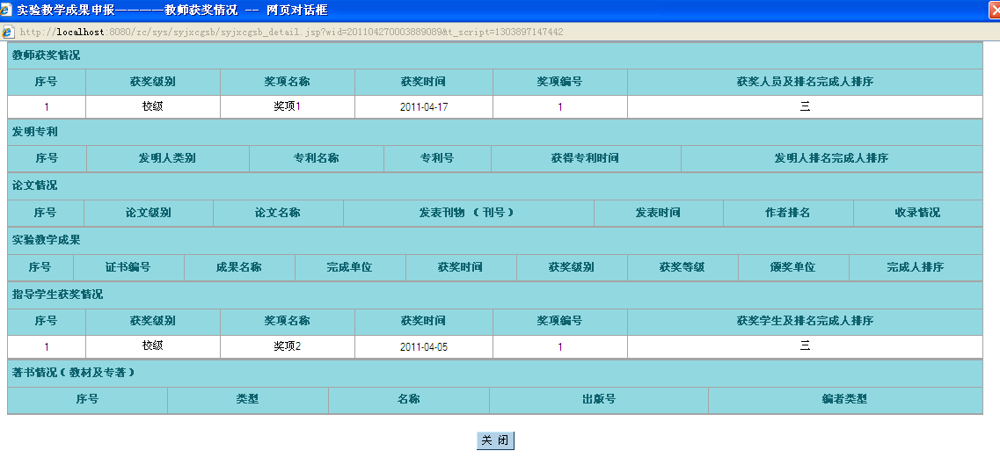 实验教学成果申报————教师获奖情况 -- 网页对话框
http://localhost:8080/zc/sys/syjxcgsb/syjxcgsb_detail.jsp?wid=201104270003889089&t_script=1303897147442
教师获奖情况
序号 获奖级别 奖项名称 获奖时间 奖项编号 获奖人员及排名完成人排序
1 校级 奖项1 2011-04-17 1 三
发明专利
序号 发明人类别 专利名称 专利号 获得专利时间 发明人排名完成人排序
论文情况
序号 论文级别 论文名称 发表刊物 （刊号） 发表时间 作者排名 收录情况
实验教学成果
序号 证书编号 成果名称 完成单位 获奖时间 获奖级别 获奖等级 颁奖单位 完成人排序
指导学生获奖情况
序号 获奖级别 奖项名称 获奖时间 奖项编号 获奖学生及排名完成人排序
1 校级 奖项2 2011-04-05 1 三
著书情况（教材及专著）
序号 类型 名称 出版号 编者类型
关 闭